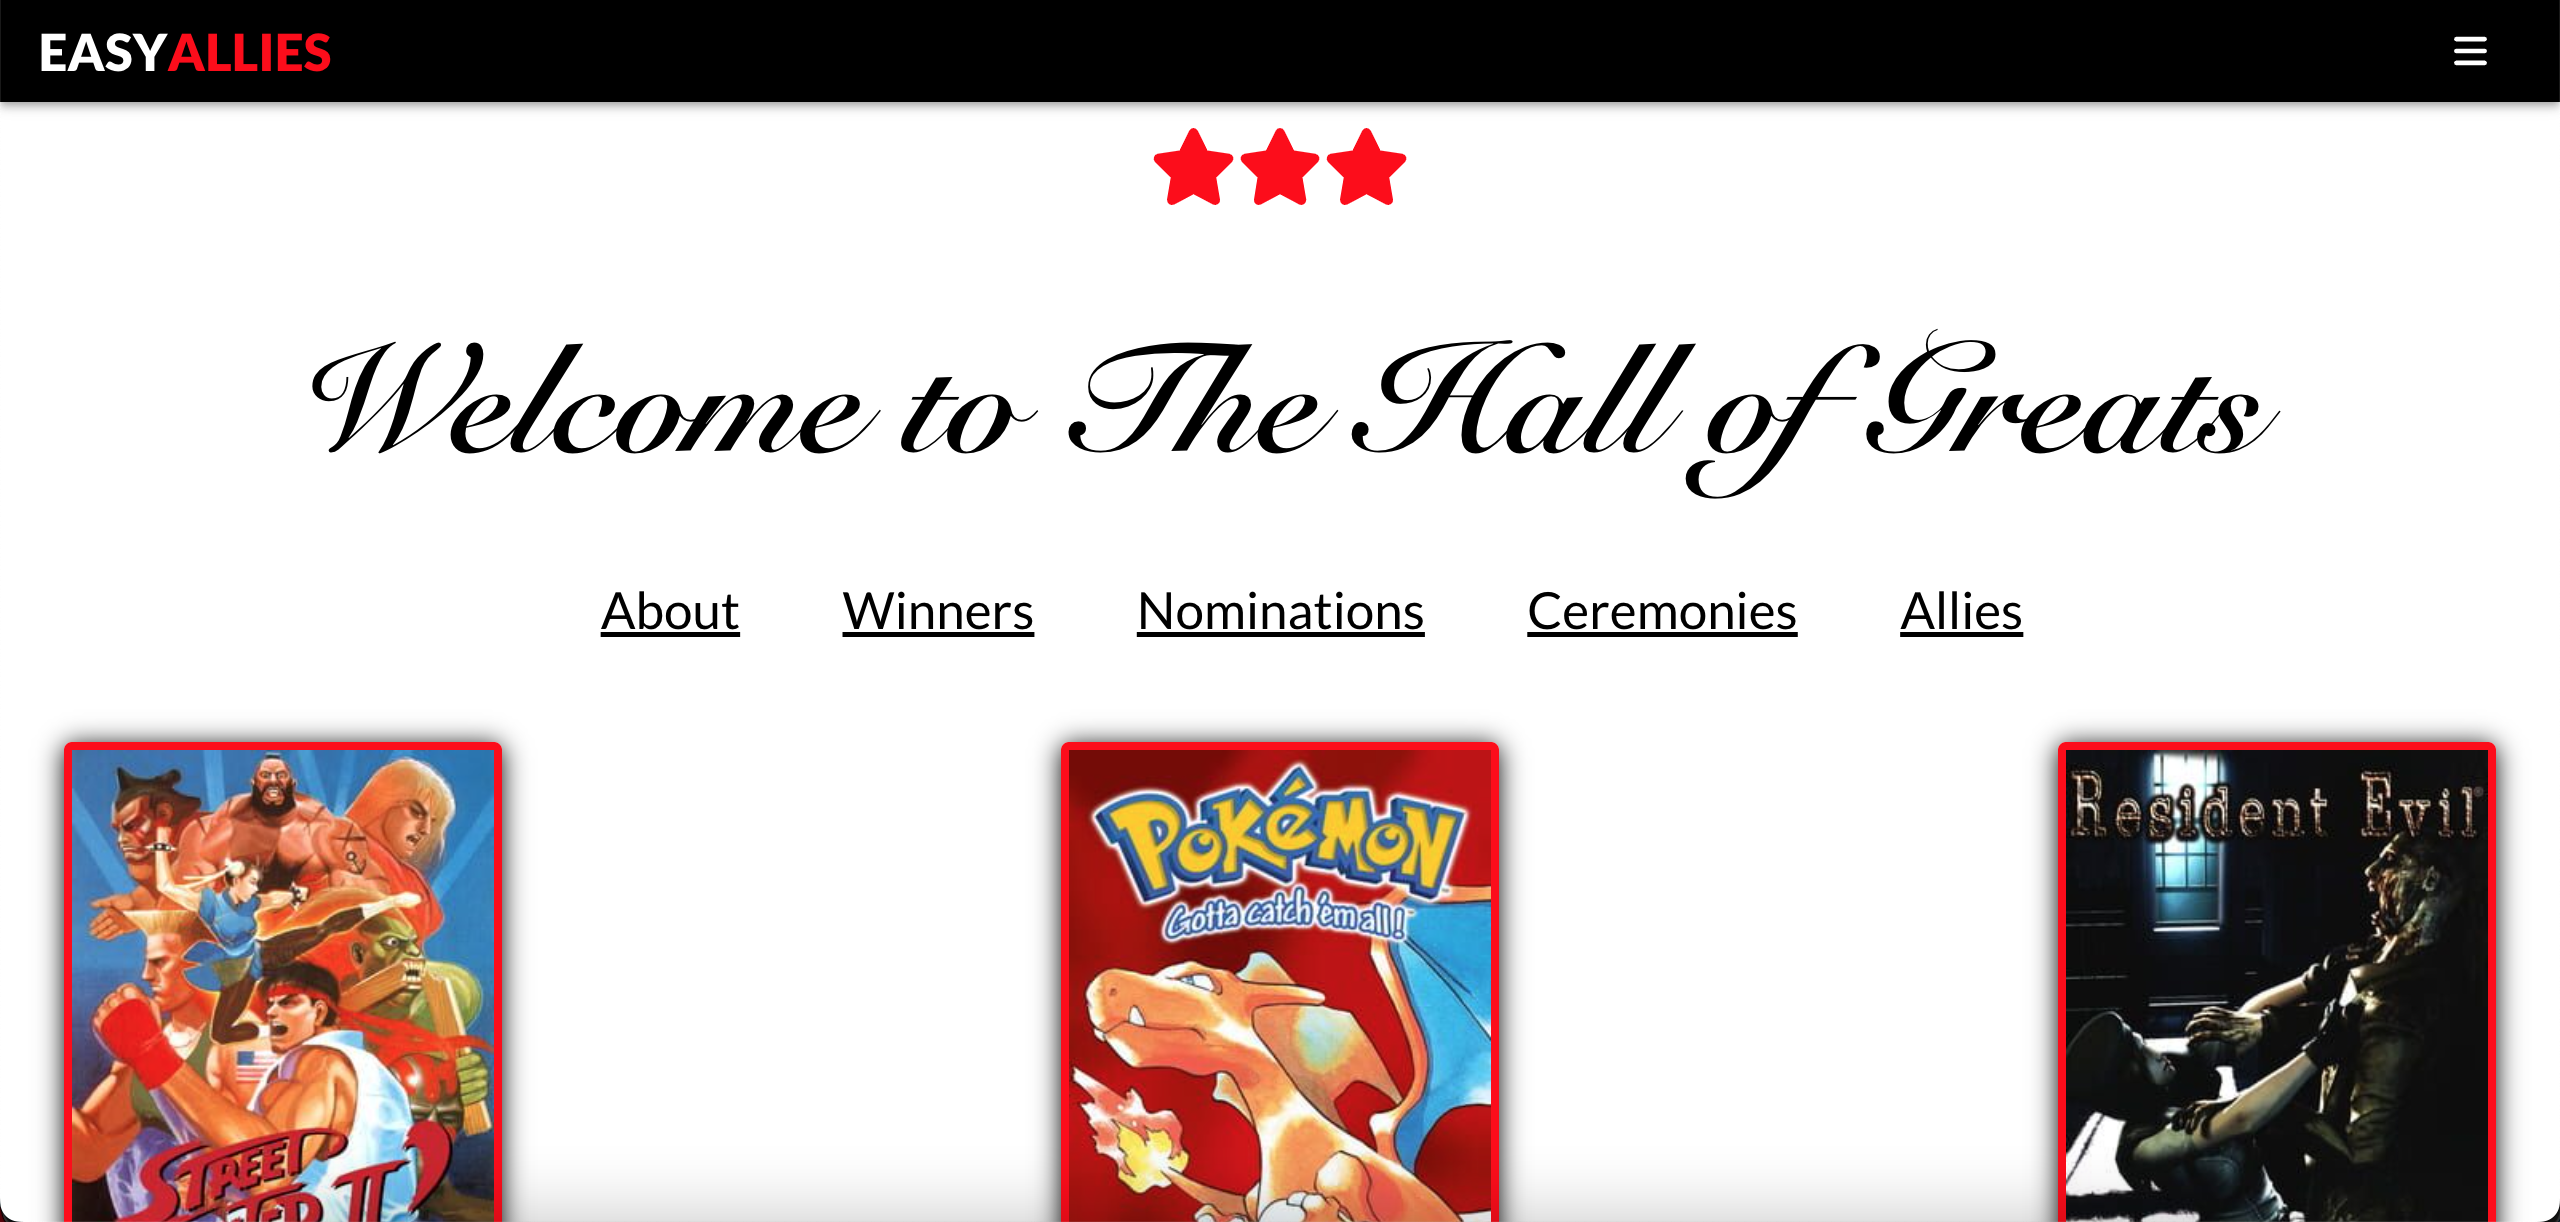 EASYALLIES
Welcome to The Hall of Greats
About Winners Nominations Ceremonies Allies
POKéMON
Gotta catch 'em all!
Resident Evil
STREET
II'